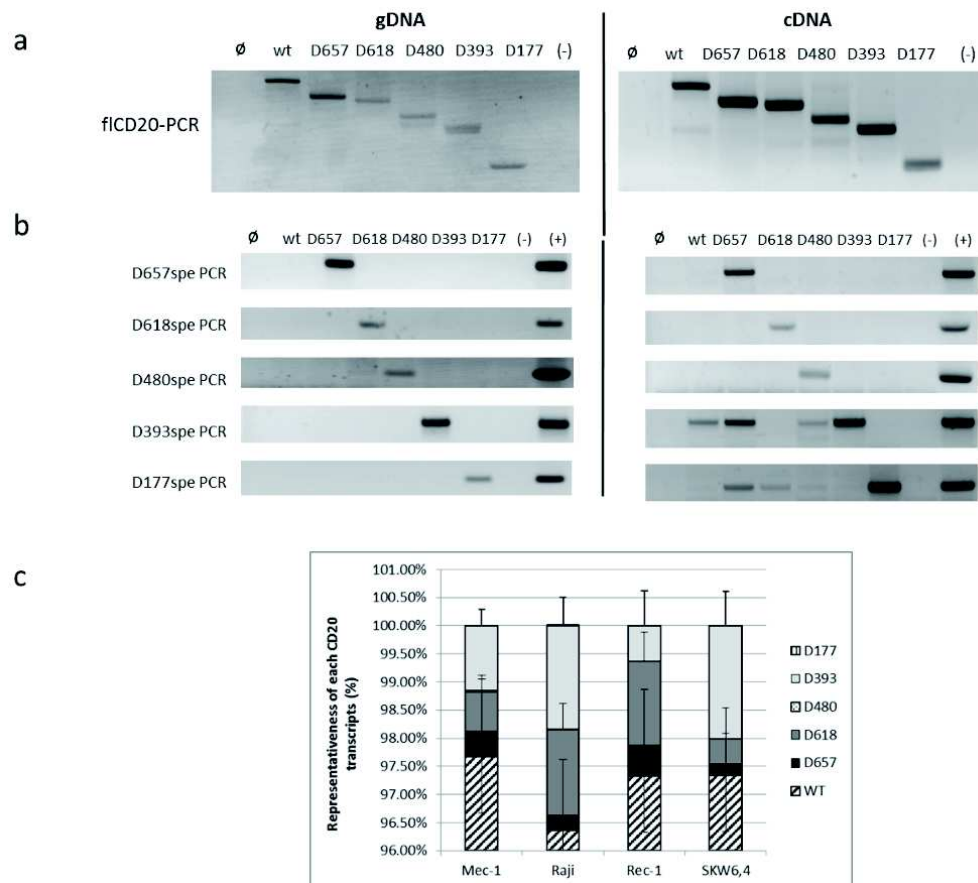 gDNA
cDNA
a
Ø wt D657 D618 D480 D393 D177 (-)
Ø wt D657 D618 D480 D393 D177 (-)
flCD20-PCR
b
Ø wt D657 D618 D480 D393 D177 (-) (+)
Ø wt D657 D618 D480 D393 D177 (-) (+)
D657spe PCR
D618spe PCR
D480spe PCR
D393spe PCR
D177spe PCR
c
Representativeness of each CD20
transcripts (%)
101.00%
100.50%
100.00%
99.50%
99.00%
98.50%
98.00%
97.50%
97.00%
96.50%
96.00%
Mec-1 Raji Rec-1 SKW6,4
D177
D393
D480
D618
D657
WT